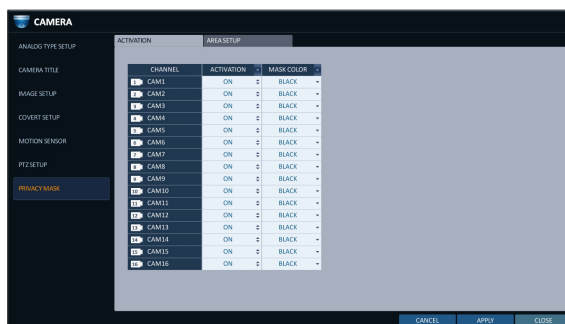 CAMERA
ACTIVATION AREA SETUP
ANALOG TYPE SETUP
CAMERA TITLE
IMAGE SETUP
COVERT SETUP
MOTION SENSOR
PTZ SETUP
PRIVACY MASK
CHANNEL ACTIVATION MASK COLOR
1 CAM1 ON BLACK
2 CAM2 ON BLACK
3 CAM3 ON BLACK
4 CAM4 ON BLACK
5 CAM5 ON BLACK
6 CAM6 ON BLACK
7 CAM7 ON BLACK
8 CAM8 ON BLACK
9 CAM9 ON BLACK
10 CAM10 ON BLACK
11 CAM11 ON BLACK
12 CAM12 ON BLACK
13 CAM13 ON BLACK
14 CAM14 ON BLACK
15 CAM15 ON BLACK
16 CAM16 ON BLACK
CANCEL APPLY CLOSE